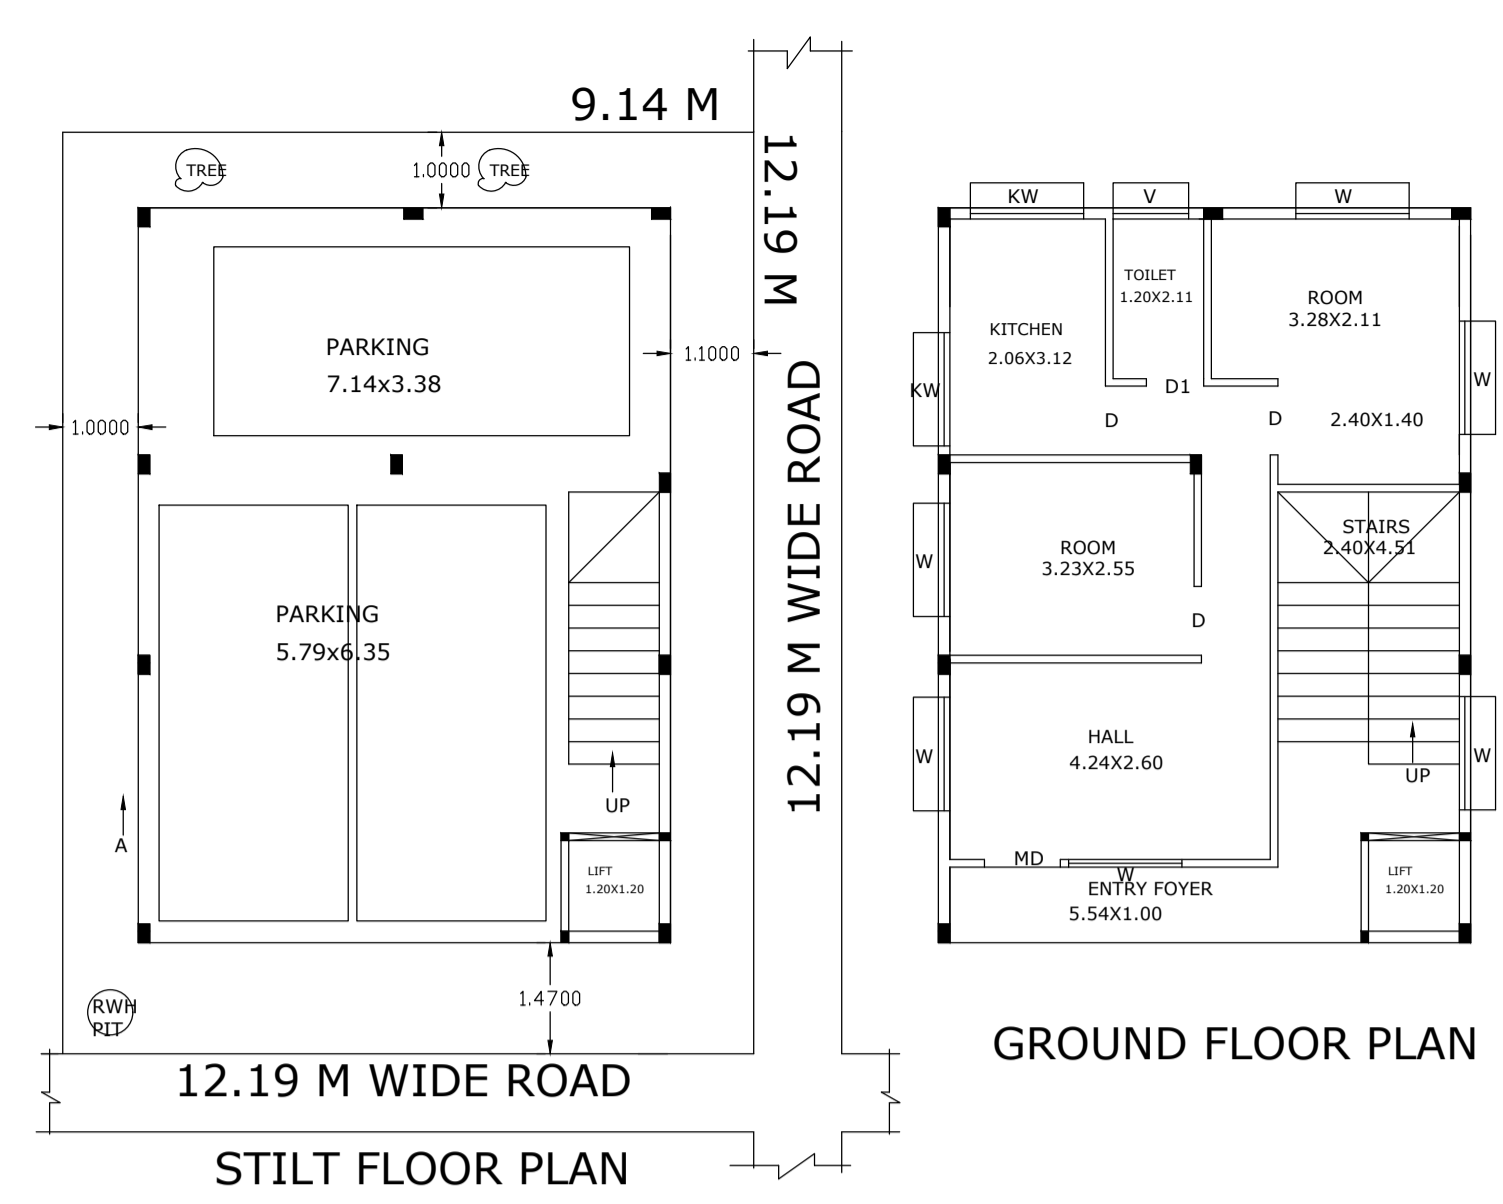 9.14 M
TREE
1.0000
TREE
12.19 M
PARKING
7.14x3.38
1.1000
1.0000
12.19 M WIDE ROAD
PARKING
5.79x6.35
UP
A
LIFT
1.20X1.20
1.4700
RWH
PIT
12.19 M WIDE ROAD
STILT FLOOR PLAN
KW
V
W
TOILET
1.20X2.11
ROOM
3.28X2.11
KITCHEN
2.06X3.12
KW
D1
W
D
D
2.40X1.40
STAIRS
2.40X4.51
ROOM
3.23X2.55
W
D
HALL
4.24X2.60
W
W
UP
MD
W
ENTRY FOYER
5.54X1.00
LIFT
1.20X1.20
GROUND FLOOR PLAN